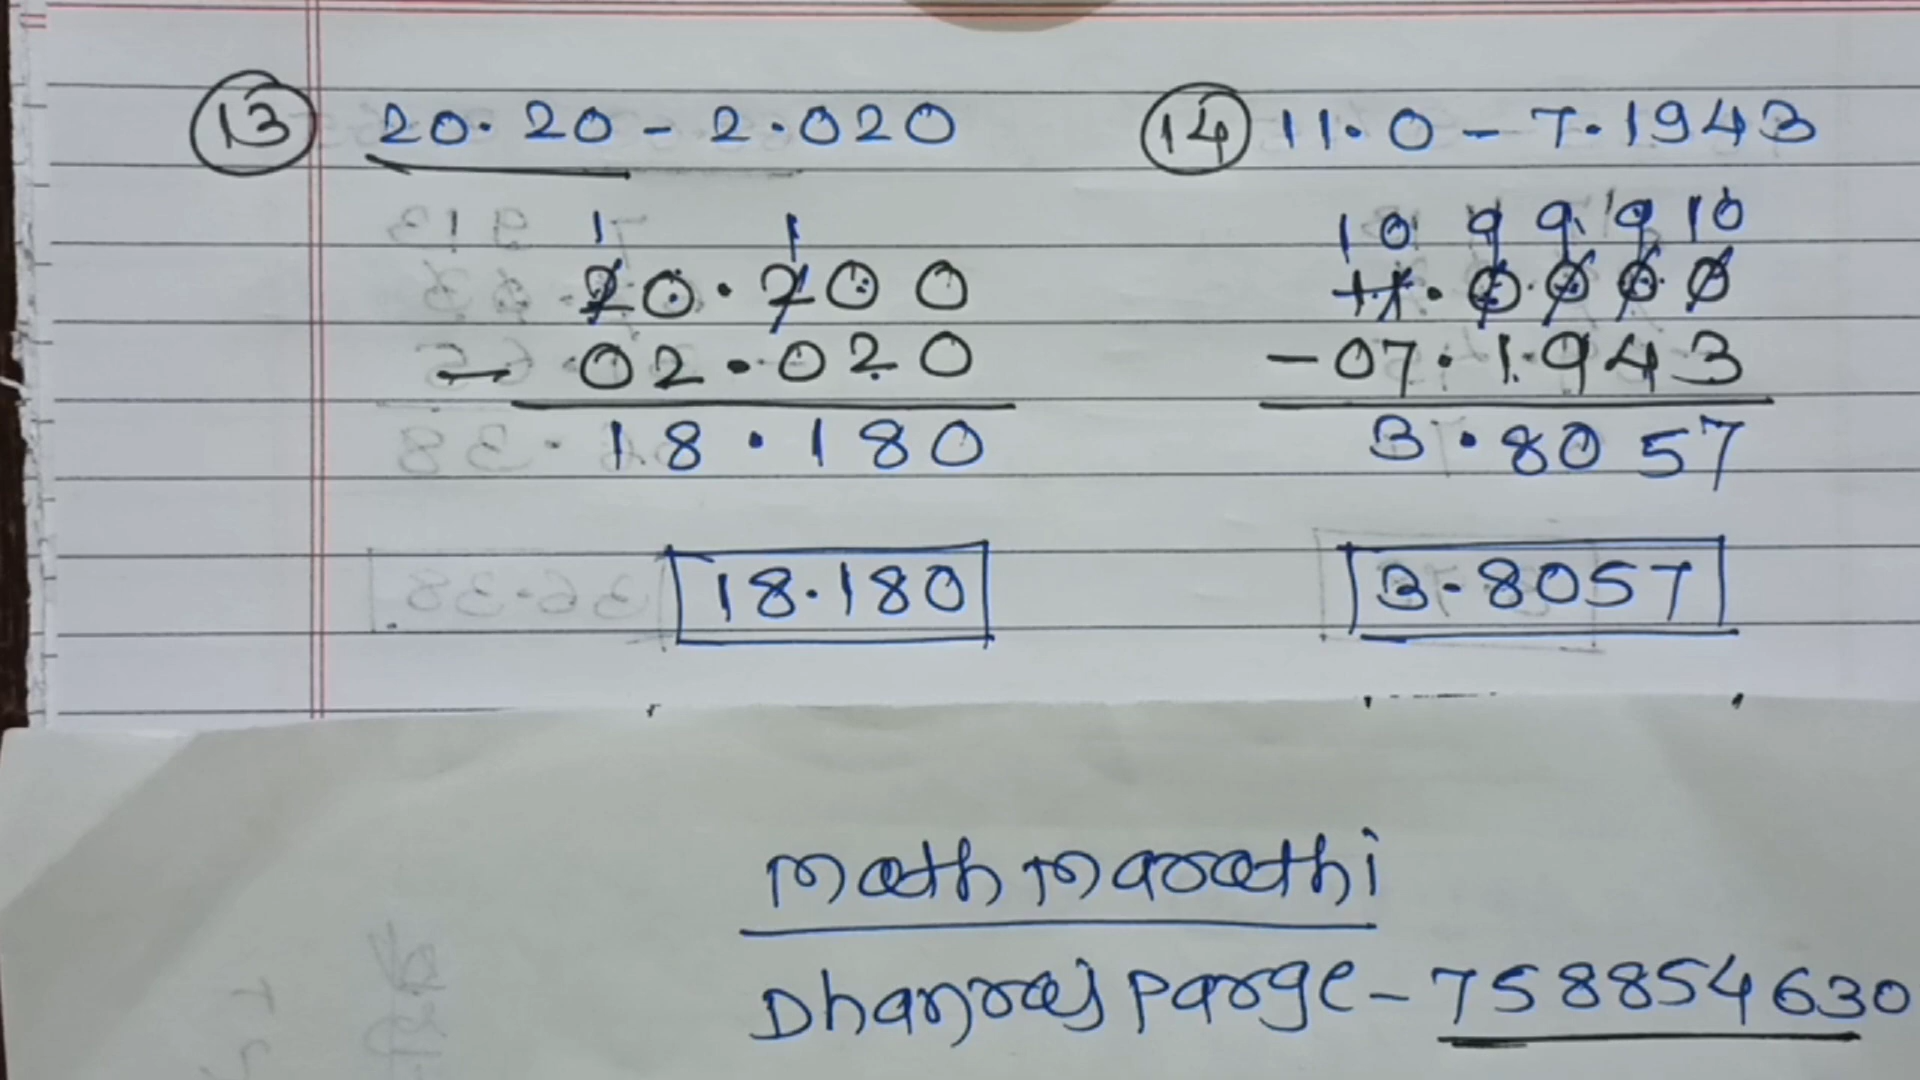 13 20.20 - 2.020
1 1
20.200
- 02.020
18.180
18.180
14 11.0 - 7.1943
10 9 9 9 10
11.0000
- 07.1943
3.8057
3.8057
Math Marathi
Dhanraj Parge - 7588854630